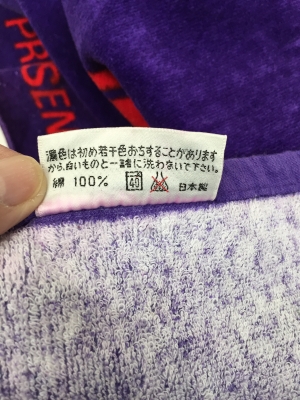 PRSEN
濃色は初め若干色おちすることがあります
から、白いものと一諸に洗わないで下さい。
綿 100% 40 日本製